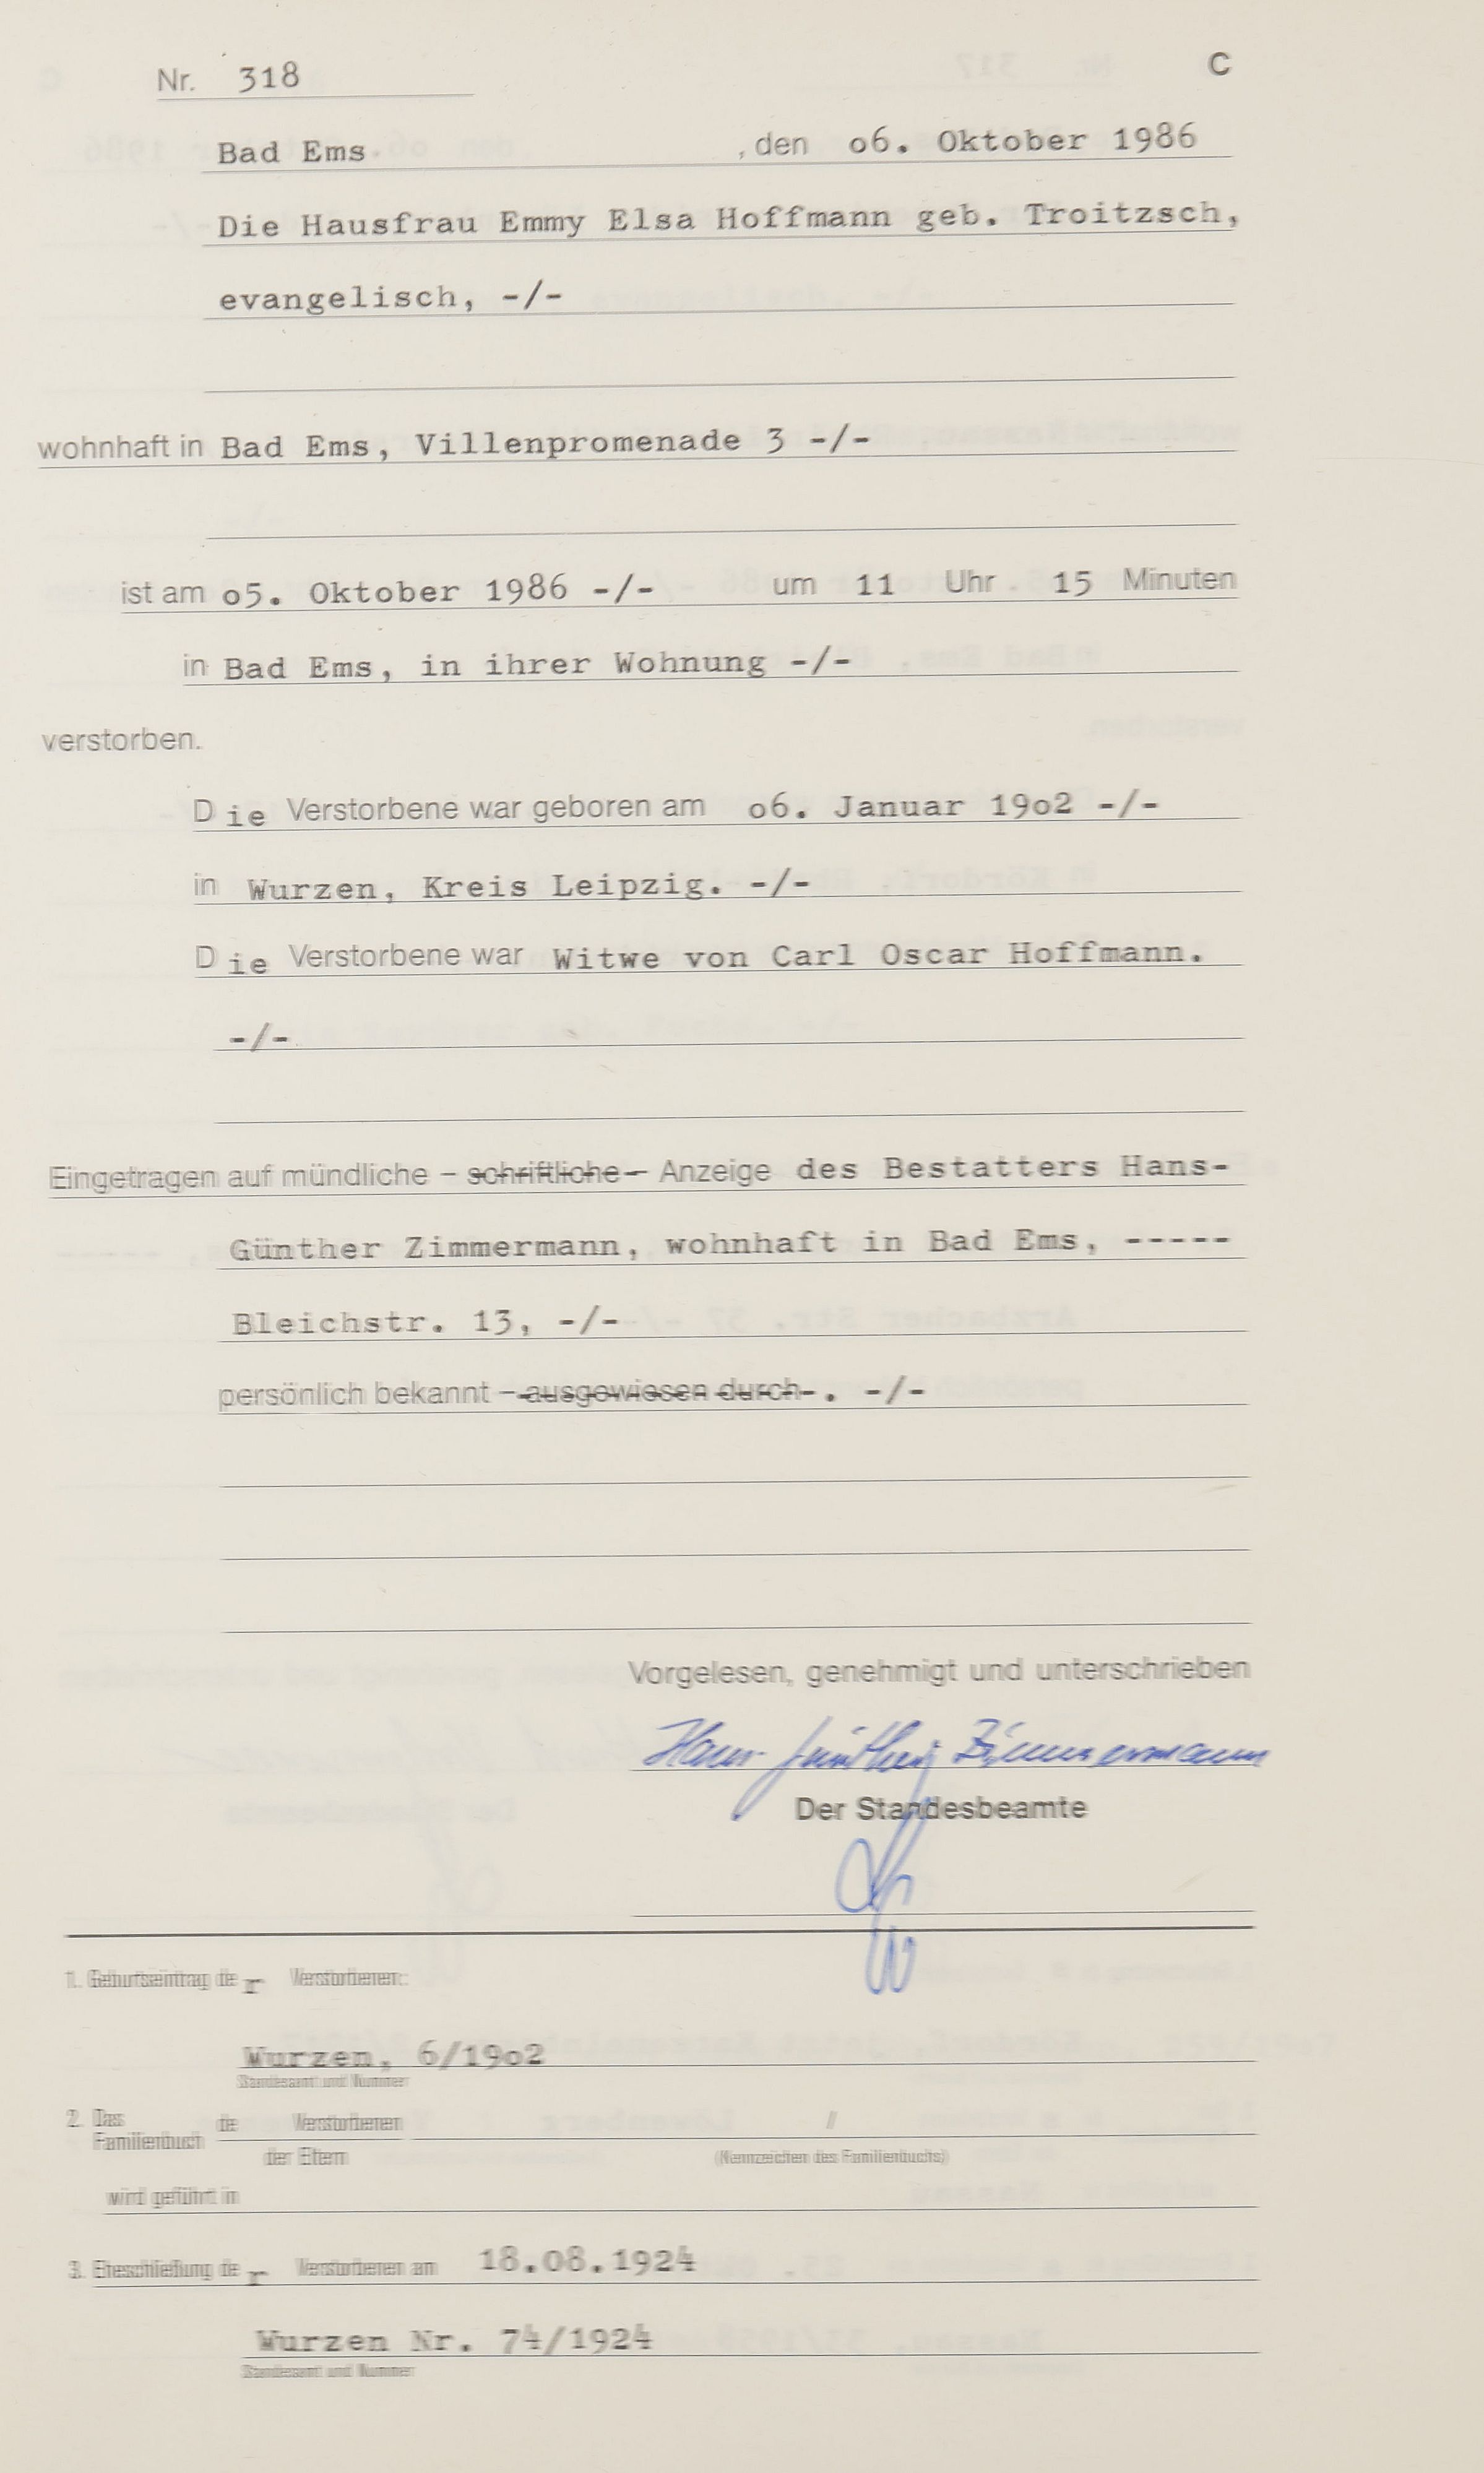 Nr. 318 C
Bad Ems , den o6. Oktober 1986
Die Hausfrau Emmy Elsa Hoffmann geb. Troitzsch,
evangelisch, -/-
wohnhaft in Bad Ems, Villenpromenade 3 -/-
ist am o5. Oktober 1986 -/- um 11 Uhr 15 Minuten
in Bad Ems, in ihrer Wohnung -/-
verstorben.
Die Verstorbene war geboren am o6. Januar 19o2 -/-
in Wurzen, Kreis Leipzig. -/-
Die Verstorbene war Witwe von Carl Oscar Hoffmann.
-/-
Eingetragen auf mündliche – schriftliche – Anzeige des Bestatters Hans-
Günther Zimmermann, wohnhaft in Bad Ems, -----
Bleichstr. 13, -/-
persönlich bekannt – ausgewiesen durch - . -/-
Vorgelesen, genehmigt und unterschrieben
Hans Günther Zimmermann
Der Standesbeamte
1. Geburtseintrag der Verstorbenen:
Wurzen, 6/19o2
Standesamt und Nummer
2. Das Familienbuch de Verstorbenen /
der Eltern (Kennzeichen des Familienbuchs)
wird geführt in
3. Eheschließung der Verstorbenen am 18.08.1924
Wurzen Nr. 74/1924
Standesamt und Nummer